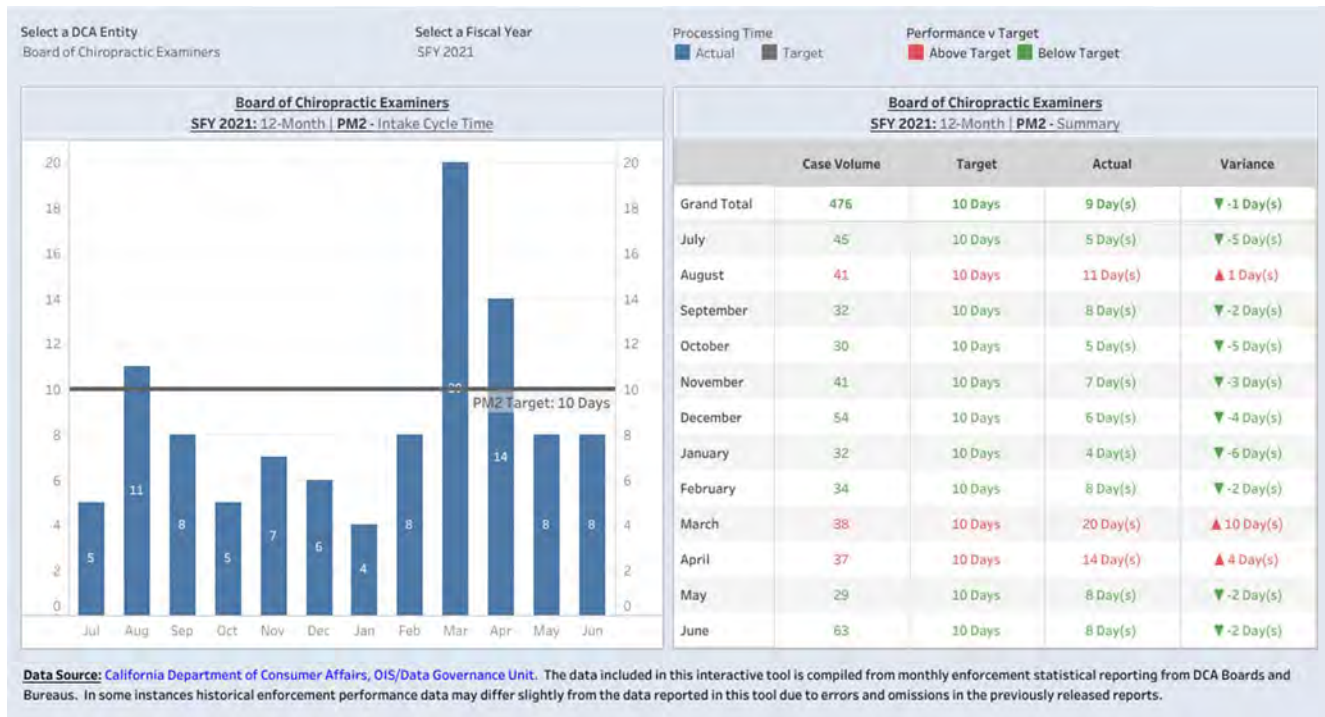 Select a DCA Entity
Board of Chiropractic Examiners
Select a Fiscal Year
SFY 2021
Processing Time
Actual Target
Performance v Target
Above Target Below Target
Board of Chiropractic Examiners
SFY 2021: 12-Month | PM2 - Intake Cycle Time
20 20
18 18
16 16
14 14
12 12
10 10
8 8
6 6
4 4
2 2
0 0
PM2 Target: 10 Days
5 11 8 5 7 6 4 8 20 14 8 8
Jul Aug Sep Oct Nov Dec Jan Feb Mar Apr May Jun
Board of Chiropractic Examiners
SFY 2021: 12-Month | PM2 - Summary
Case Volume Target Actual Variance
Grand Total 476 10 Days 9 Day(s) ▼ -1 Day(s)
July 45 10 Days 5 Day(s) ▼ -5 Day(s)
August 41 10 Days 11 Day(s) ▲ 1 Day(s)
September 32 10 Days 8 Day(s) ▼ -2 Day(s)
October 30 10 Days 5 Day(s) ▼ -5 Day(s)
November 41 10 Days 7 Day(s) ▼ -3 Day(s)
December 54 10 Days 6 Day(s) ▼ -4 Day(s)
January 32 10 Days 4 Day(s) ▼ -6 Day(s)
February 34 10 Days 8 Day(s) ▼ -2 Day(s)
March 38 10 Days 20 Day(s) ▲ 10 Day(s)
April 37 10 Days 14 Day(s) ▲ 4 Day(s)
May 29 10 Days 8 Day(s) ▼ -2 Day(s)
June 63 10 Days 8 Day(s) ▼ -2 Day(s)
Data Source: California Department of Consumer Affairs, OIS/Data Governance Unit. The data included in this interactive tool is compiled from monthly enforcement statistical reporting from DCA Boards and
Bureaus. In some instances historical enforcement performance data may differ slightly from the data reported in this tool due to errors and omissions in the previously released reports.